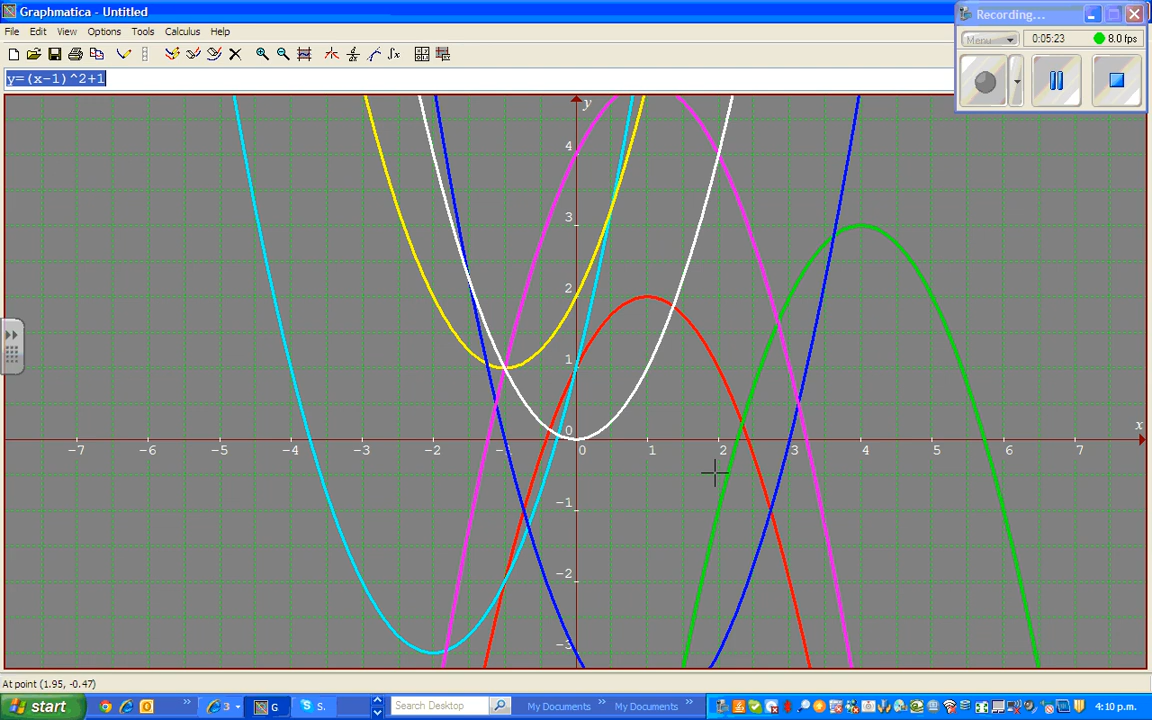 Graphmatica - Untitled
Recording...
File Edit View Options Tools Calculus Help
Menu 0:05:23 8.0 fps
y=(x-1)^2+1
y
4
3
2
1
0
x
-7 -6 -5 -4 -3 -2 -1 0 1 2 3 4 5 6 7
-1
-2
-3
At point (1.95, -0.47)
start 3 G S. Search Desktop My Documents » My Documents » 4:10 p.m.